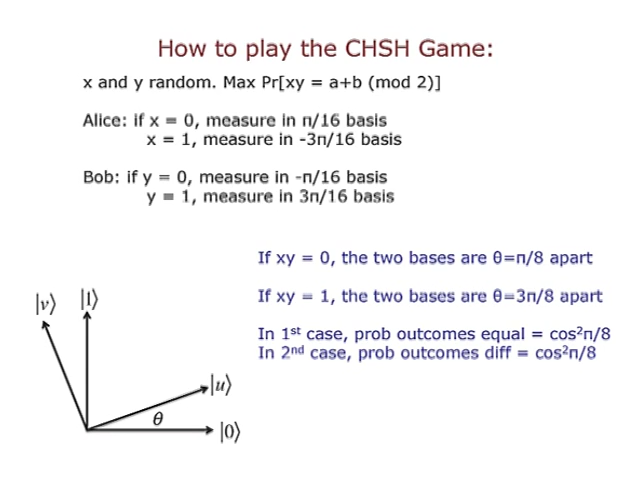 How to play the CHSH Game:
x and y random. Max Pr[xy = a+b (mod 2)]
Alice: if x = 0, measure in π/16 basis
x = 1, measure in -3π/16 basis
Bob: if y = 0, measure in -π/16 basis
y = 1, measure in 3π/16 basis
If xy = 0, the two bases are θ=π/8 apart
If xy = 1, the two bases are θ=3π/8 apart
In 1st case, prob outcomes equal = cos²π/8
In 2nd case, prob outcomes diff = cos²π/8
|v⟩ |1⟩
|u⟩
θ
|0⟩